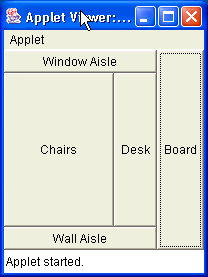 Applet Viewer:...
Applet
Window Aisle
Chairs
Desk
Board
Wall Aisle
Applet started.